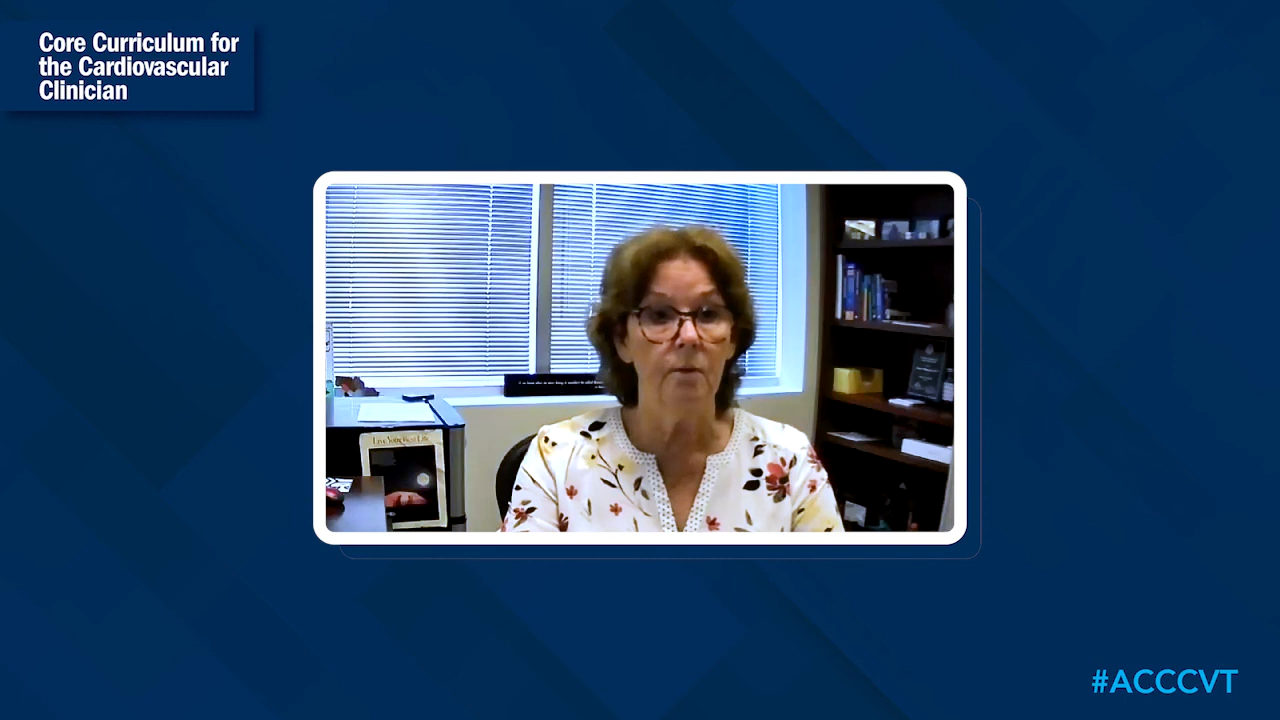 Core Curriculum for
the Cardiovascular
Clinician
Live Your Best Life
#ACCCVT